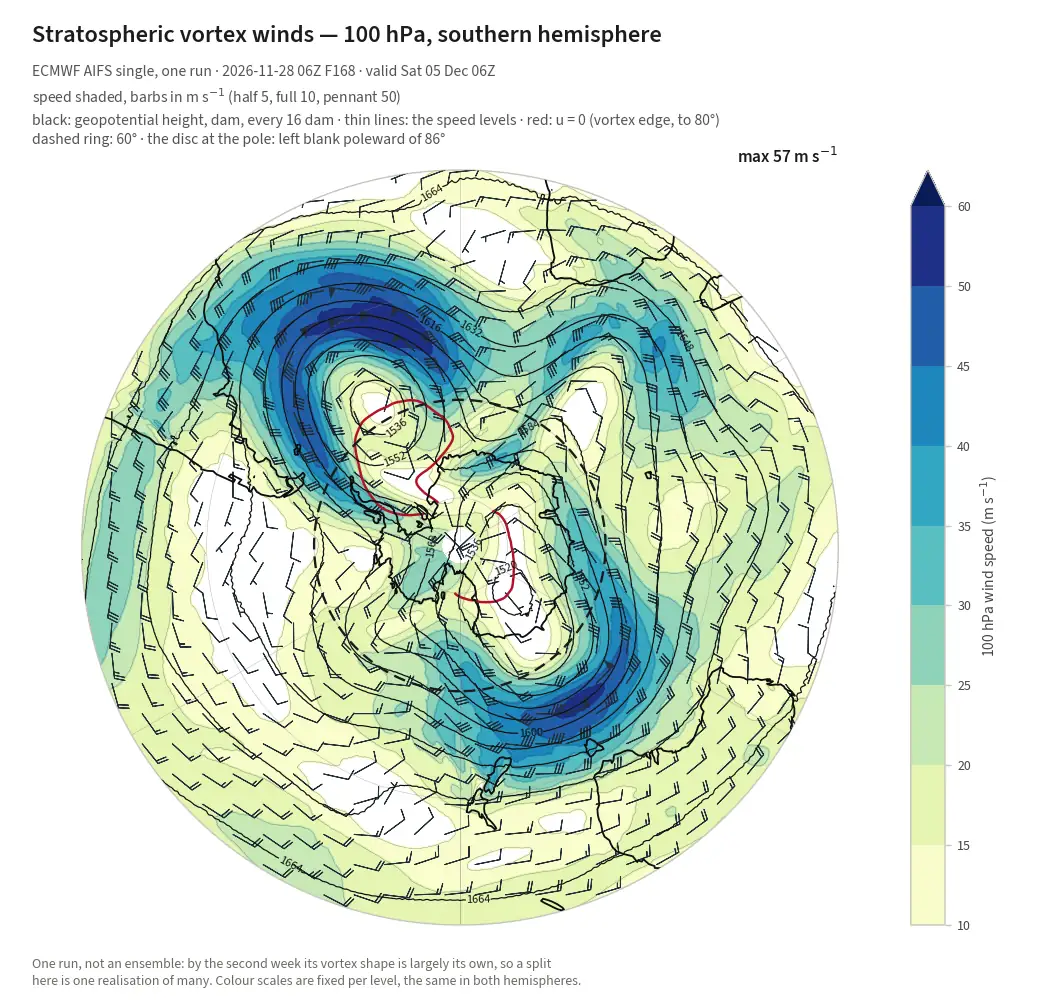 Stratospheric vortex winds — 100 hPa, southern hemisphere
ECMWF AIFS single, one run · 2026-11-28 06Z F168 · valid Sat 05 Dec 06Z
speed shaded, barbs in m s⁻¹ (half 5, full 10, pennant 50)
black: geopotential height, dam, every 16 dam · thin lines: the speed levels · red: u = 0 (vortex edge, to 80°)
dashed ring: 60° · the disc at the pole: left blank poleward of 86°
max 57 m s⁻¹
1664
1616
1632
1648
1536
1584
1552
1568
1536
1520
1600
1664
1664
60
50
45
40
35
30
25
20
15
10
100 hPa wind speed (m s⁻¹)
One run, not an ensemble: by the second week its vortex shape is largely its own, so a split
here is one realisation of many. Colour scales are fixed per level, the same in both hemispheres.